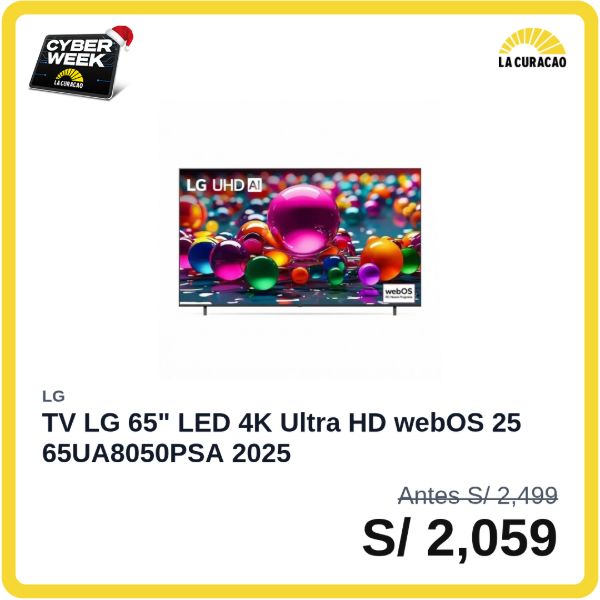 CYBER
WEEK
LA CURACAO
LA CURACAO
LG UHD AI
webOS
LG
TV LG 65" LED 4K Ultra HD webOS 25
65UA8050PSA 2025
Antes S/ 2,499
S/ 2,059